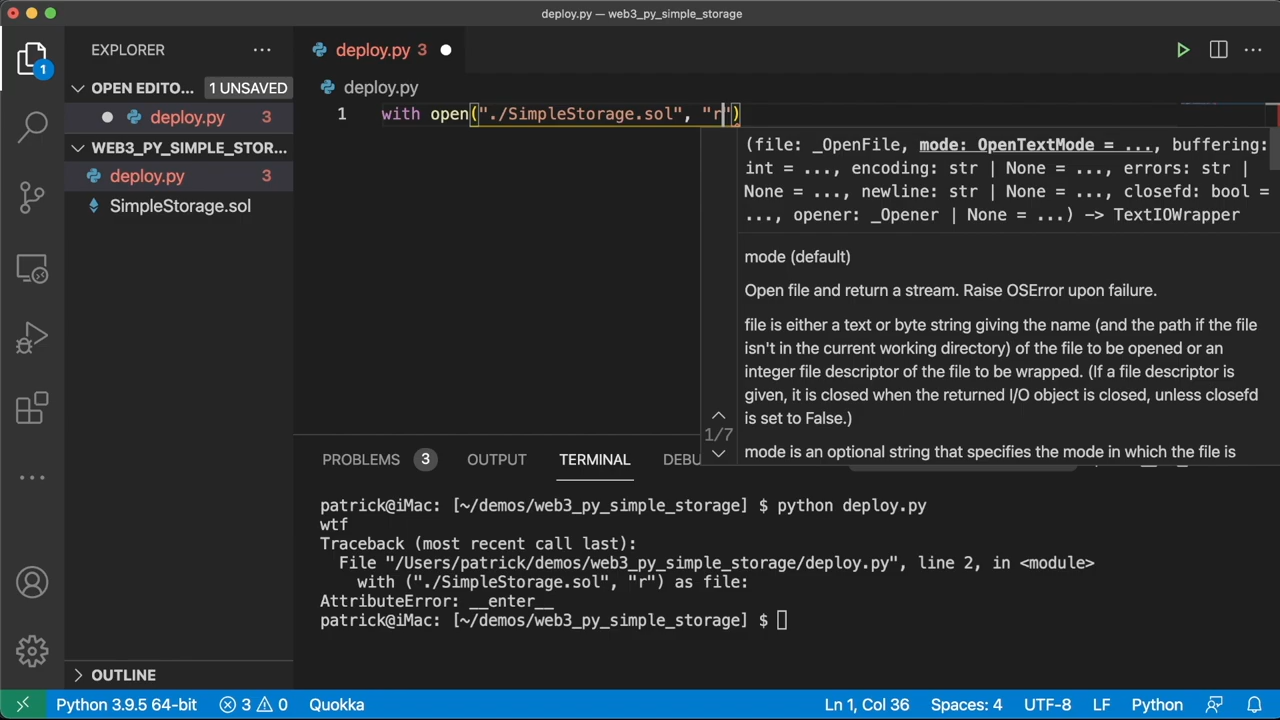 deploy.py — web3_py_simple_storage
EXPLORER
1
OPEN EDITO... 1 UNSAVED
deploy.py 3
WEB3_PY_SIMPLE_STOR...
deploy.py 3
SimpleStorage.sol
OUTLINE
deploy.py 3
deploy.py
1 with open("./SimpleStorage.sol", "r")
(file: _OpenFile, mode: OpenTextMode = ..., buffering:
int = ..., encoding: str | None = ..., errors: str |
None = ..., newline: str | None = ..., closefd: bool =
..., opener: _Opener | None = ...) -> TextIOWrapper
mode (default)
Open file and return a stream. Raise OSError upon failure.
file is either a text or byte string giving the name (and the path if the file
isn't in the current working directory) of the file to be opened or an
integer file descriptor of the file to be wrapped. (If a file descriptor is
given, it is closed when the returned I/O object is closed, unless closefd
is set to False.)
1/7
mode is an optional string that specifies the mode in which the file is
PROBLEMS 3 OUTPUT TERMINAL DEBU
patrick@iMac: [~/demos/web3_py_simple_storage] $ python deploy.py
wtf
Traceback (most recent call last):
File "/Users/patrick/demos/web3_py_simple_storage/deploy.py", line 2, in <module>
with ("./SimpleStorage.sol", "r") as file:
AttributeError: __enter__
patrick@iMac: [~/demos/web3_py_simple_storage] $
Python 3.9.5 64-bit 3 0 Quokka Ln 1, Col 36 Spaces: 4 UTF-8 LF Python